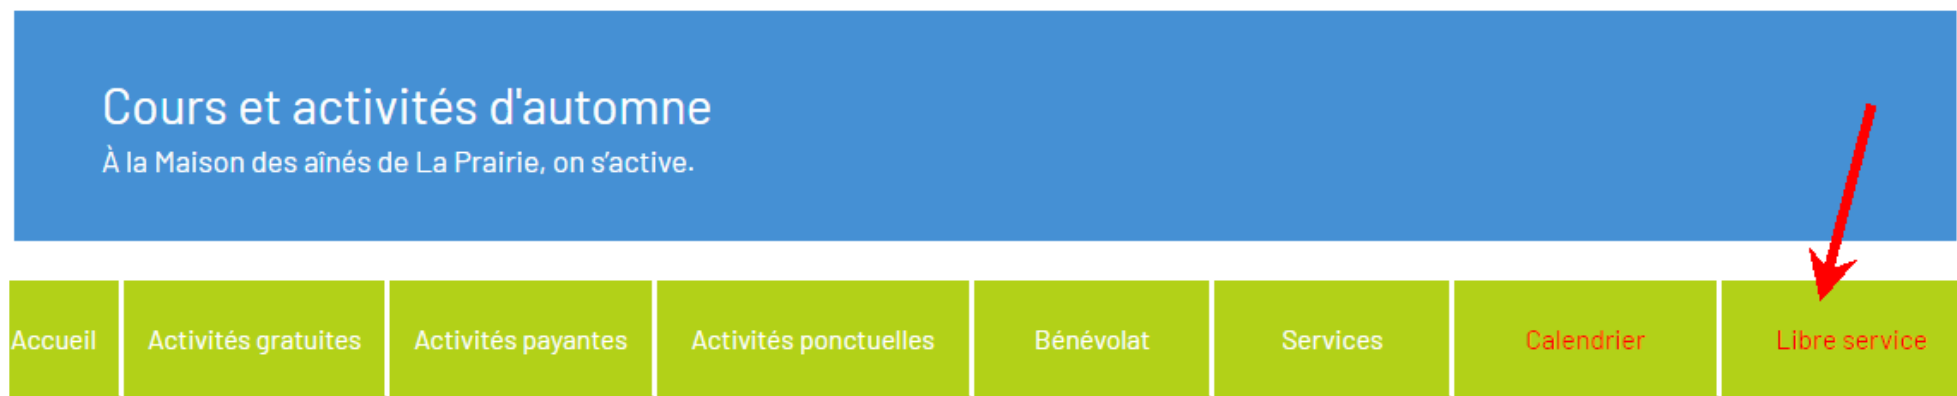 Cours et activités d'automne
À la Maison des aînés de La Prairie, on s’active.
Accueil
Activités gratuites
Activités payantes
Activités ponctuelles
Bénévolat
Services
Calendrier
Libre service